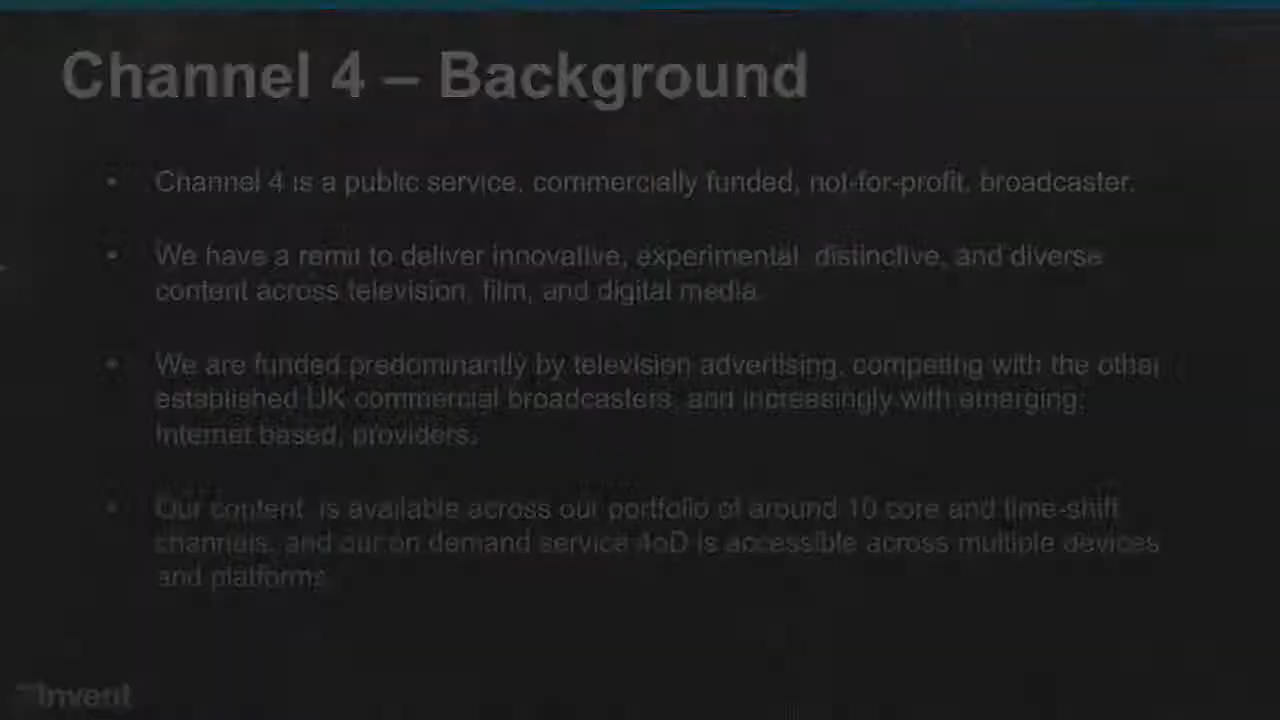 Channel 4 – Background
• Channel 4 is a public service, commercially funded, not-for-profit, broadcaster.
• We have a remit to deliver innovative, experimental, distinctive, and diverse
content across television, film, and digital media.
• We are funded predominantly by television advertising, competing with the other
established UK commercial broadcasters, and increasingly with emerging,
Internet based, providers.
• Our content is available across our portfolio of around 10 core and time-shift
channels, and our on demand service 4oD is accessible across multiple devices
and platforms.
Invent